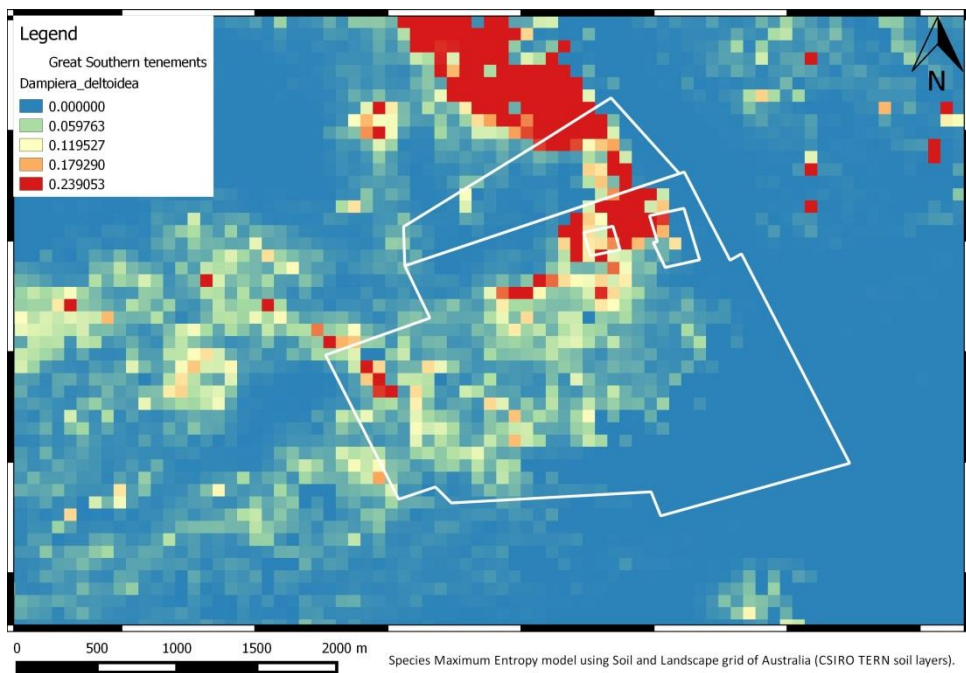 Legend
Great Southern tenements
Dampiera_deltoidea
0.000000
0.059763
0.119527
0.179290
0.239053
N
0 500 1000 1500 2000 m
Species Maximum Entropy model using Soil and Landscape grid of Australia (CSIRO TERN soil layers).